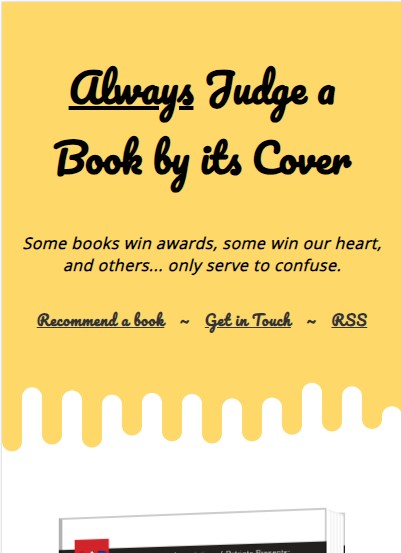 Always Judge a
Book by its Cover
Some books win awards, some win our heart,
and others... only serve to confuse.
Recommend a book ~ Get in Touch ~ RSS